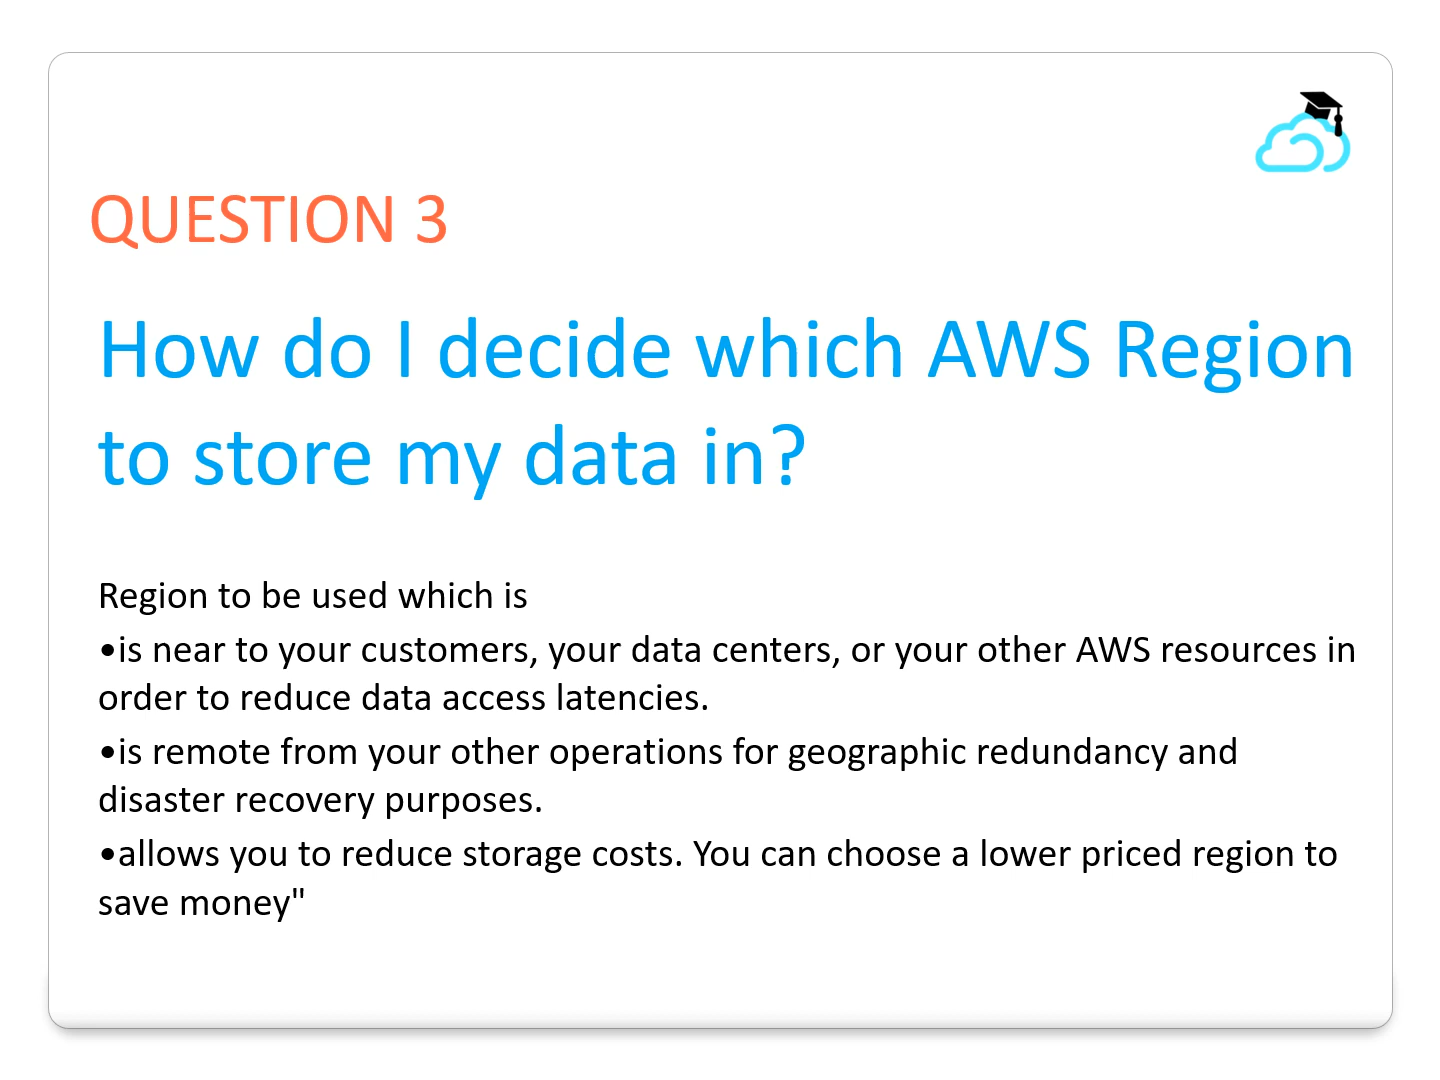 QUESTION 3
How do I decide which AWS Region
to store my data in?
Region to be used which is
•is near to your customers, your data centers, or your other AWS resources in
order to reduce data access latencies.
•is remote from your other operations for geographic redundancy and
disaster recovery purposes.
•allows you to reduce storage costs. You can choose a lower priced region to
save money"